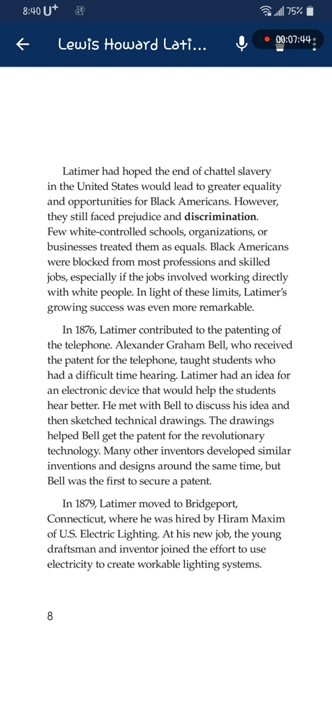 8:40 U+ 75%
Lewis Howard Lati...
00:07:44
Latimer had hoped the end of chattel slavery
in the United States would lead to greater equality
and opportunities for Black Americans. However,
they still faced prejudice and discrimination.
Few white-controlled schools, organizations, or
businesses treated them as equals. Black Americans
were blocked from most professions and skilled
jobs, especially if the jobs involved working directly
with white people. In light of these limits, Latimer's
growing success was even more remarkable.
In 1876, Latimer contributed to the patenting of
the telephone. Alexander Graham Bell, who received
the patent for the telephone, taught students who
had a difficult time hearing. Latimer had an idea for
an electronic device that would help the students
hear better. He met with Bell to discuss his idea and
then sketched technical drawings. The drawings
helped Bell get the patent for the revolutionary
technology. Many other inventors developed similar
inventions and designs around the same time, but
Bell was the first to secure a patent.
In 1879, Latimer moved to Bridgeport,
Connecticut, where he was hired by Hiram Maxim
of U.S. Electric Lighting. At his new job, the young
draftsman and inventor joined the effort to use
electricity to create workable lighting systems.
8